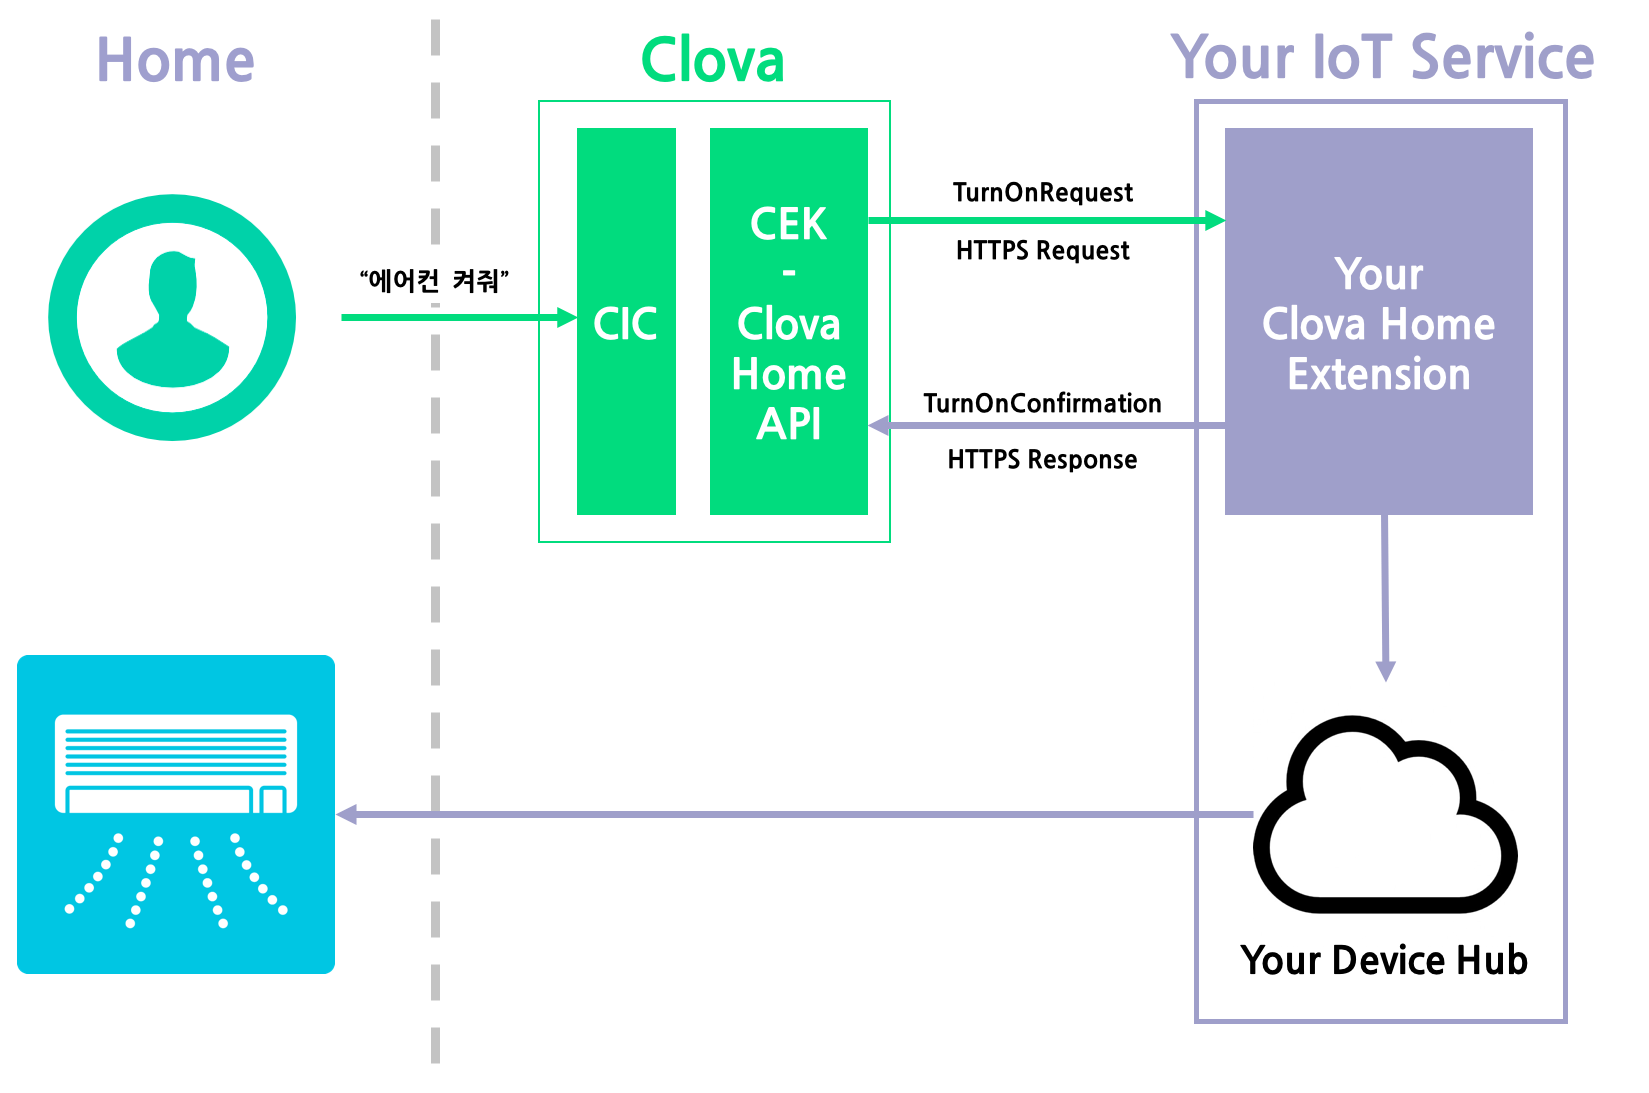 Home
Clova
Your IoT Service
“에어컨 켜줘”
CIC
CEK
-
Clova
Home
API
TurnOnRequest
HTTPS Request
TurnOnConfirmation
HTTPS Response
Your
Clova Home
Extension
Your Device Hub